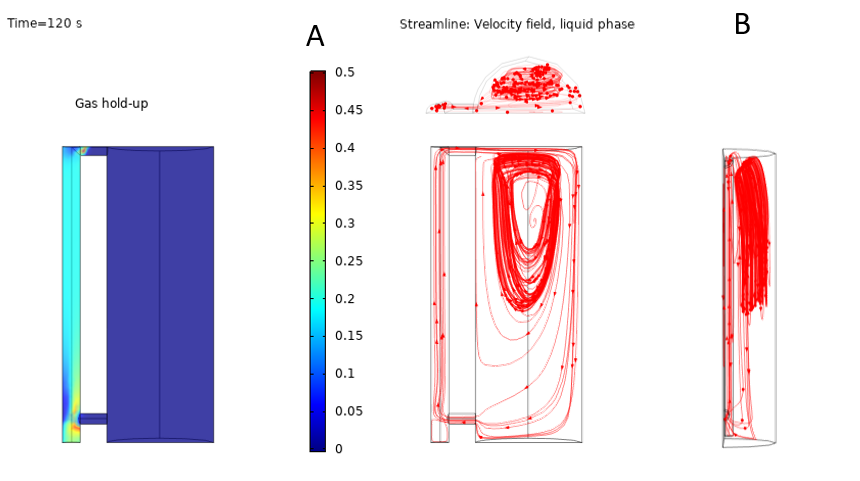 Time=120 s
A
Streamline: Velocity field, liquid phase
B
Gas hold-up
0.5
0.45
0.4
0.35
0.3
0.25
0.2
0.15
0.1
0.05
0